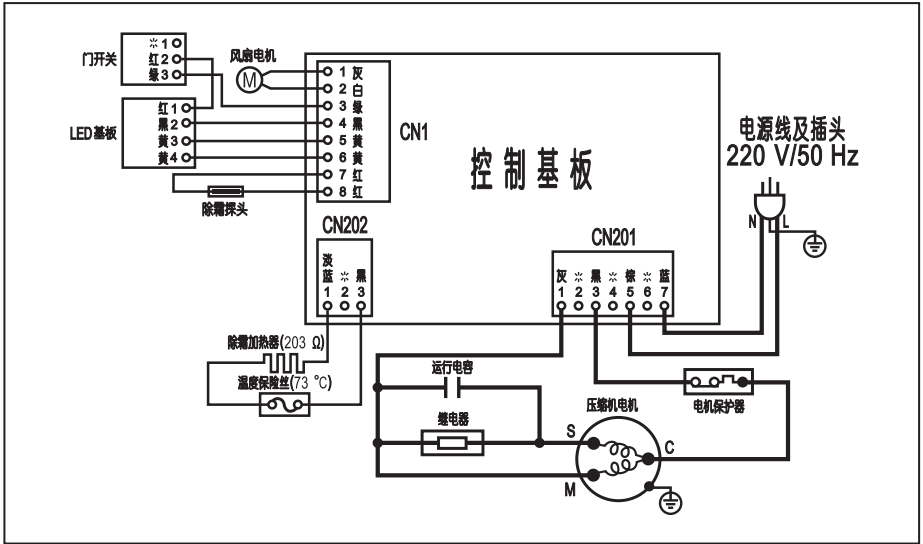 门开关
※ 1
红 2
绿 3
LED基板
红 1
黑 2
黄 3
黄 4
风扇电机
M
1 灰
2 白
3 绿
4 黑
5 黄
6 黄
7 红
8 红
CN1
除霜探头
控制基板
电源线及插头
220 V/50 Hz
N
L
CN202
淡
蓝 ※ 黑
1 2 3
CN201
灰 ※ 黑 ※ 棕 ※ 蓝
1 2 3 4 5 6 7
除霜加热器(203 Ω)
温度保险丝(73 ℃)
运行电容
继电器
压缩机电机
S
M
C
电机保护器